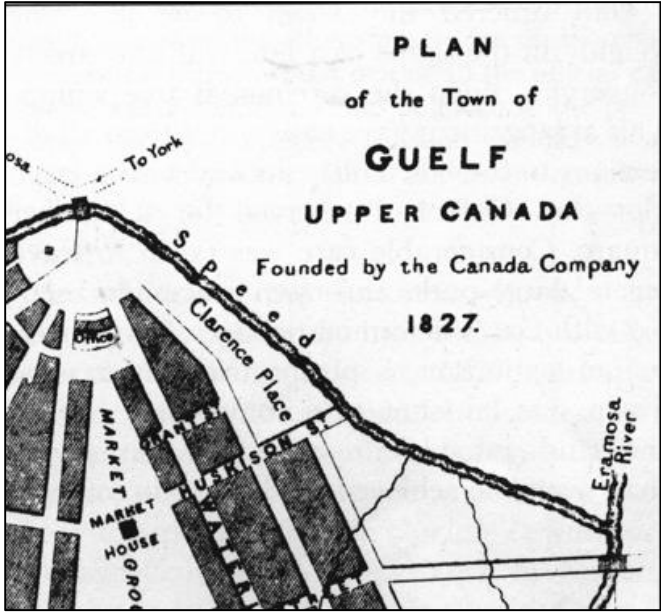 PLAN
of the Town of
GUELF
UPPER CANADA
Founded by the Canada Company
1827.
To York
Speed
Clarence Place
Office
GRANT S
HUSKISON ST
MARKET
MARKET
HOUSE
Eramosa
River